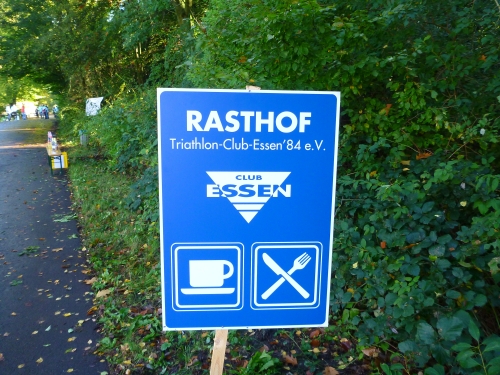 RASTHOF
Triathlon-Club-Essen'84 e.V.
CLUB
ESSEN